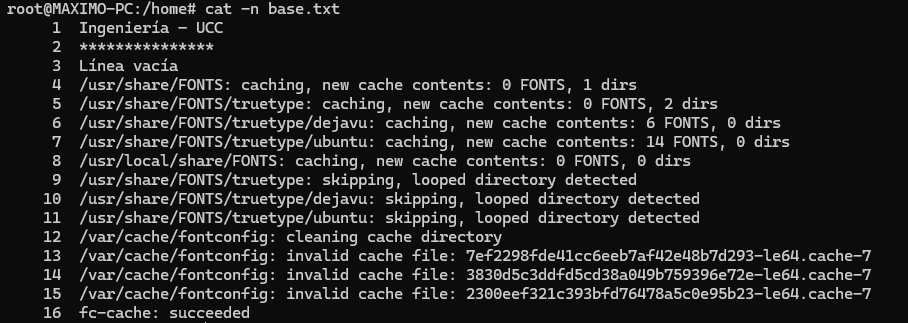 root@MAXIMO-PC:/home# cat -n base.txt
1 Ingeniería - UCC
2 ***************
3 Línea vacía
4 /usr/share/FONTS: caching, new cache contents: 0 FONTS, 1 dirs
5 /usr/share/FONTS/truetype: caching, new cache contents: 0 FONTS, 2 dirs
6 /usr/share/FONTS/truetype/dejavu: caching, new cache contents: 6 FONTS, 0 dirs
7 /usr/share/FONTS/truetype/ubuntu: caching, new cache contents: 14 FONTS, 0 dirs
8 /usr/local/share/FONTS: caching, new cache contents: 0 FONTS, 0 dirs
9 /usr/share/FONTS/truetype: skipping, looped directory detected
10 /usr/share/FONTS/truetype/dejavu: skipping, looped directory detected
11 /usr/share/FONTS/truetype/ubuntu: skipping, looped directory detected
12 /var/cache/fontconfig: cleaning cache directory
13 /var/cache/fontconfig: invalid cache file: 7ef2298fde41cc6eeb7af42e48b7d293-le64.cache-7
14 /var/cache/fontconfig: invalid cache file: 3830d5c3ddfd5cd38a049b759396e72e-le64.cache-7
15 /var/cache/fontconfig: invalid cache file: 2300eef321c393bfd76478a5c0e95b23-le64.cache-7
16 fc-cache: succeeded